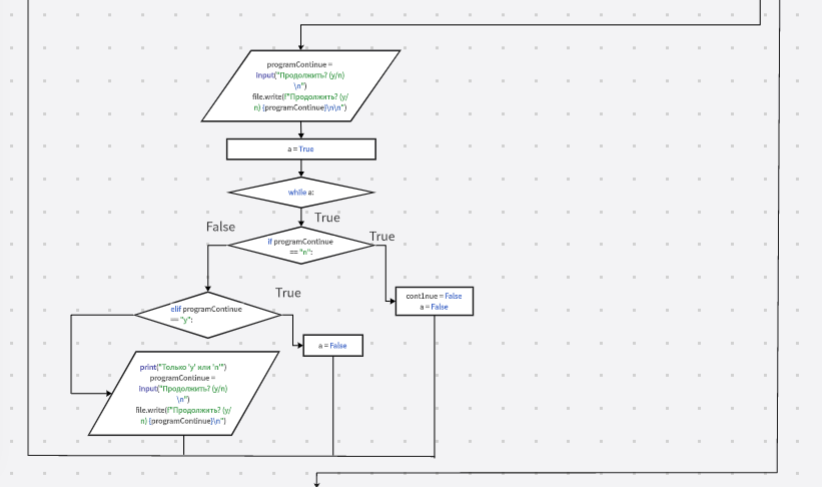 programContinue =
input("Продолжить? (y/n)
\n")
file.write(f"Продолжить? (y/
n) {programContinue}\n\n")
a = True
while a:
True
False
if programContinue
== "n":
True
cont1nue = False
a = False
True
elif programContinue
== "y":
a = False
print("Только 'y' или 'n'")
programContinue =
input("Продолжить? (y/n)
\n")
file.write(f"Продолжить? (y/
n) {programContinue}\n")